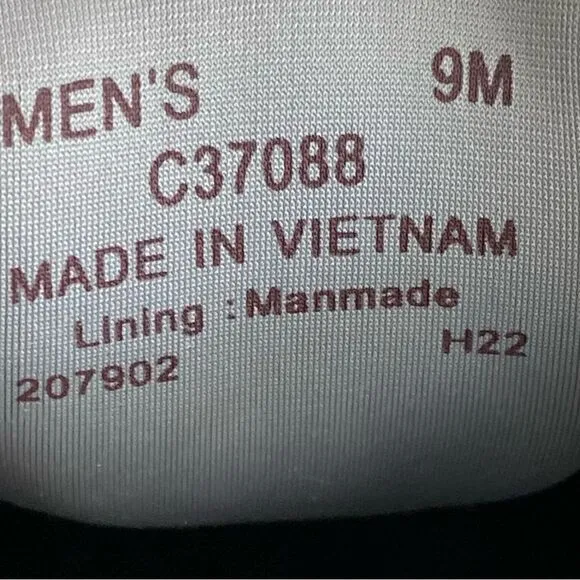 MEN'S 9M
C37088
MADE IN VIETNAM
Lining : Manmade
207902 H22